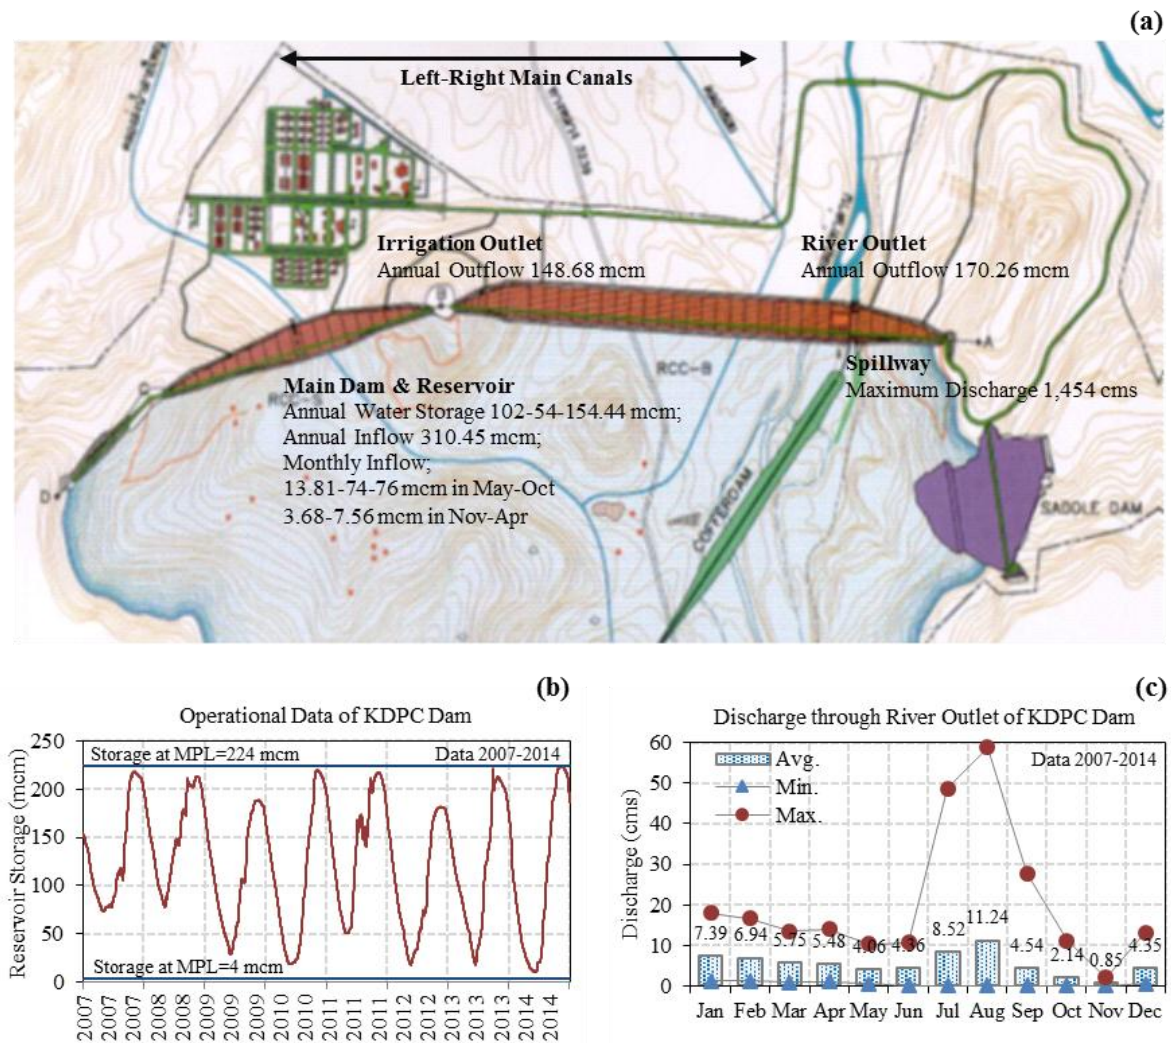 (a)
Left-Right Main Canals
Irrigation Outlet
Annual Outflow 148.68 mcm
River Outlet
Annual Outflow 170.26 mcm
A
RCC-B
Spillway
Maximum Discharge 1,454 cms
C
Main Dam & Reservoir
Annual Water Storage 102-54-154.44 mcm;
Annual Inflow 310.45 mcm;
Monthly Inflow;
13.81-74-76 mcm in May-Oct
3.68-7.56 mcm in Nov-Apr
D
COFFERDAM
SADDLE DAM
(b)
Operational Data of KDPC Dam
Reservoir Storage (mcm)
250
200
150
100
50
0
Storage at MPL=224 mcm
Data 2007-2014
Storage at MPL=4 mcm
2007 2007 2008 2008 2009 2009 2010 2010 2011 2011 2012 2012 2013 2013 2014 2014
(c)
Discharge through River Outlet of KDPC Dam
Discharge (cms)
60
50
40
30
20
10
0
Avg.
Min.
Max.
Data 2007-2014
7.39 6.94 5.75 5.48 4.06 4.36 8.52 11.24 4.54 2.14 0.85 4.35
Jan Feb Mar Apr May Jun Jul Aug Sep Oct Nov Dec